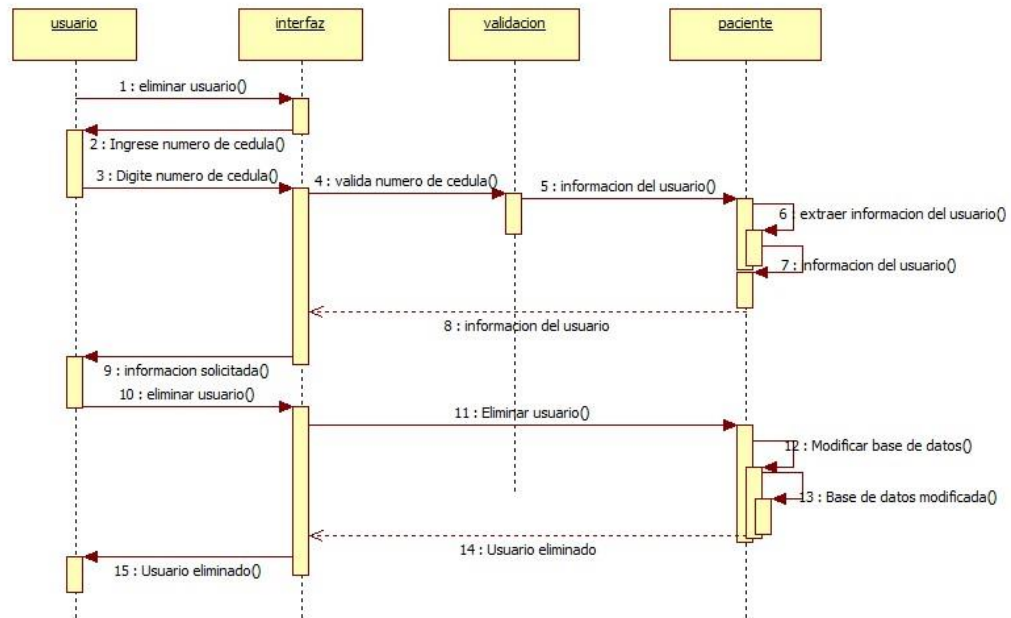 usuario
interfaz
validacion
paciente
1 : eliminar usuario()
2 : Ingrese numero de cedula()
3 : Digite numero de cedula()
4 : valida numero de cedula()
5 : informacion del usuario()
6 : extraer informacion del usuario()
7 : informacion del usuario()
8 : informacion del usuario
9 : informacion solicitada()
10 : eliminar usuario()
11 : Eliminar usuario()
12 : Modificar base de datos()
13 : Base de datos modificada()
14 : Usuario eliminado
15 : Usuario eliminado()